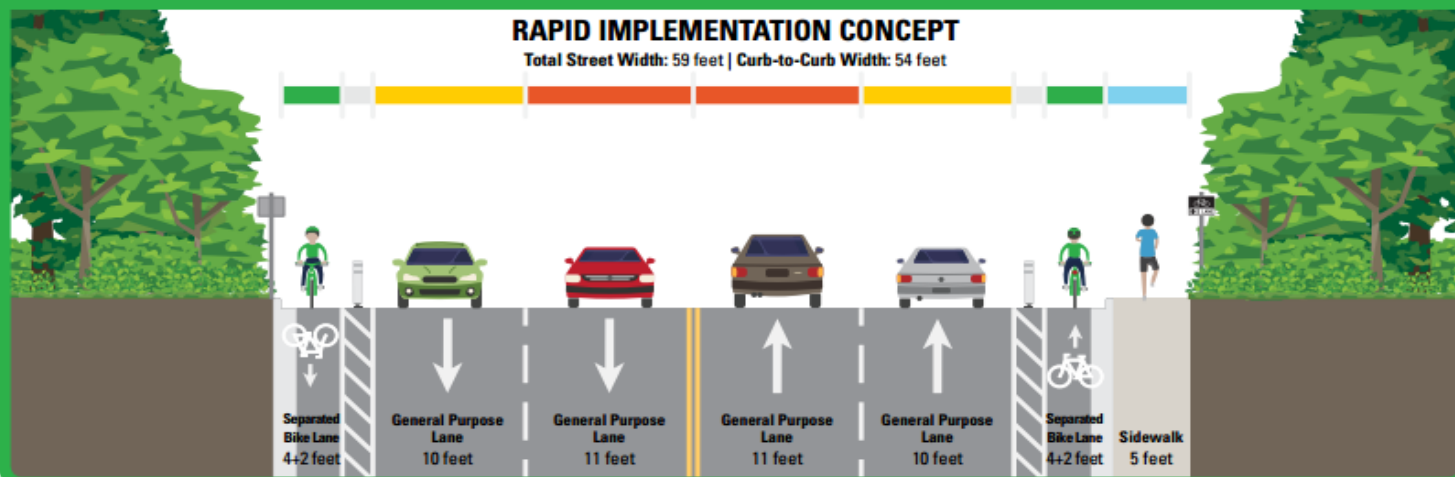 RAPID IMPLEMENTATION CONCEPT
Total Street Width: 59 feet | Curb-to-Curb Width: 54 feet
Separated
Bike Lane
4+2 feet
General Purpose
Lane
10 feet
General Purpose
Lane
11 feet
General Purpose
Lane
11 feet
General Purpose
Lane
10 feet
Separated
Bike Lane
4+2 feet
Sidewalk
5 feet